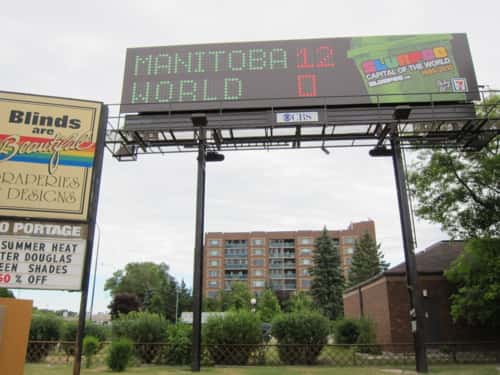 MANITOBA 12
WORLD 0
SLURPEE
CAPITAL OF THE WORLD
CBS
Blinds
are
Beautiful
DRAPERIES
DESIGNS
O PORTAGE
SUMMER HEAT
TER DOUGLAS
EEN SHADES
50 % OFF